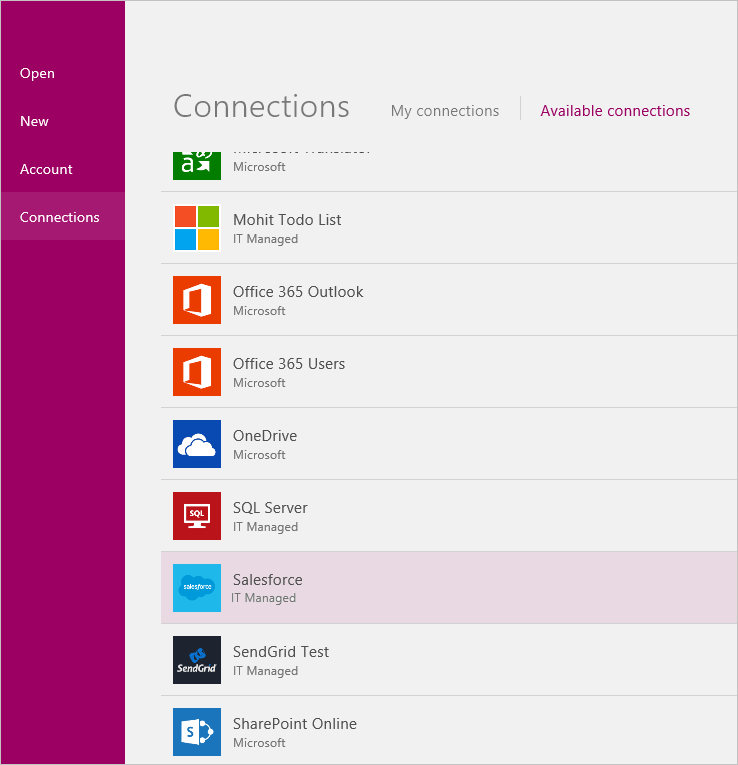 Open
New
Account
Connections
Connections
My connections
Available connections
Microsoft Translator
Microsoft
Mohit Todo List
IT Managed
Office 365 Outlook
Microsoft
Office 365 Users
Microsoft
OneDrive
Microsoft
SQL
SQL Server
IT Managed
salesforce
Salesforce
IT Managed
SendGrid
SendGrid Test
IT Managed
S
SharePoint Online
Microsoft